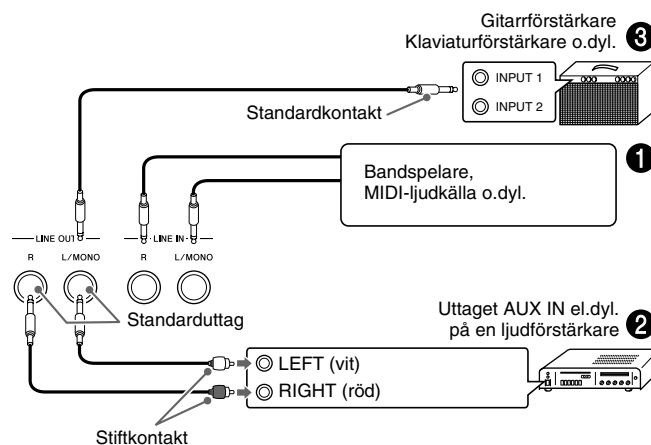 Gitarrförstärkare
Klaviaturförstärkare o.dyl. 3
INPUT 1
INPUT 2
Standardkontakt
1
Bandspelare,
MIDI-ljudkälla o.dyl.
LINE OUT
LINE IN
R
L/MONO
R
L/MONO
Standarduttag
Uttaget AUX IN el.dyl.
på en ljudförstärkare 2
LEFT (vit)
RIGHT (röd)
Stiftkontakt